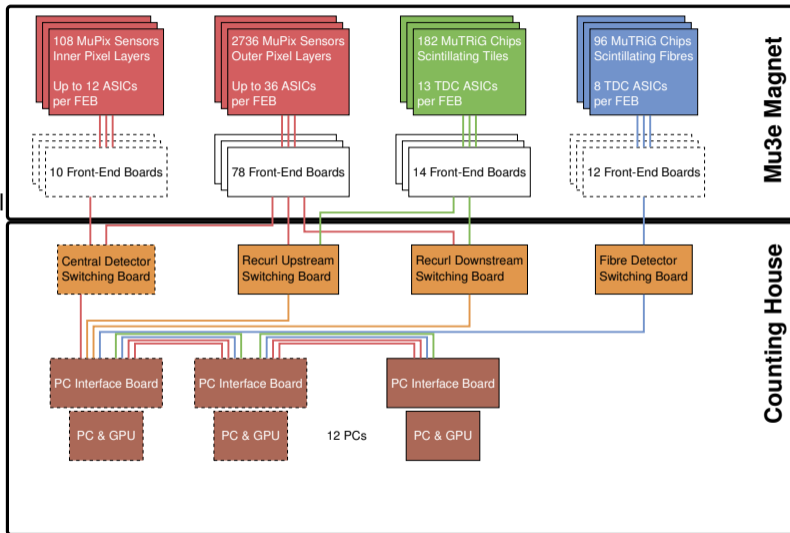 108 MuPix Sensors
Inner Pixel Layers
Up to 12 ASICs
per FEB
2736 MuPix Sensors
Outer Pixel Layers
Up to 36 ASICs
per FEB
182 MuTRiG Chips
Scintillating Tiles
13 TDC ASICs
per FEB
96 MuTRiG Chips
Scintillating Fibres
8 TDC ASICs
per FEB
Mu3e Magnet
10 Front-End Boards
78 Front-End Boards
14 Front-End Boards
12 Front-End Boards
Central Detector
Switching Board
Recurl Upstream
Switching Board
Recurl Downstream
Switching Board
Fibre Detector
Switching Board
Counting House
PC Interface Board
PC Interface Board
PC Interface Board
PC & GPU
PC & GPU
12 PCs
PC & GPU